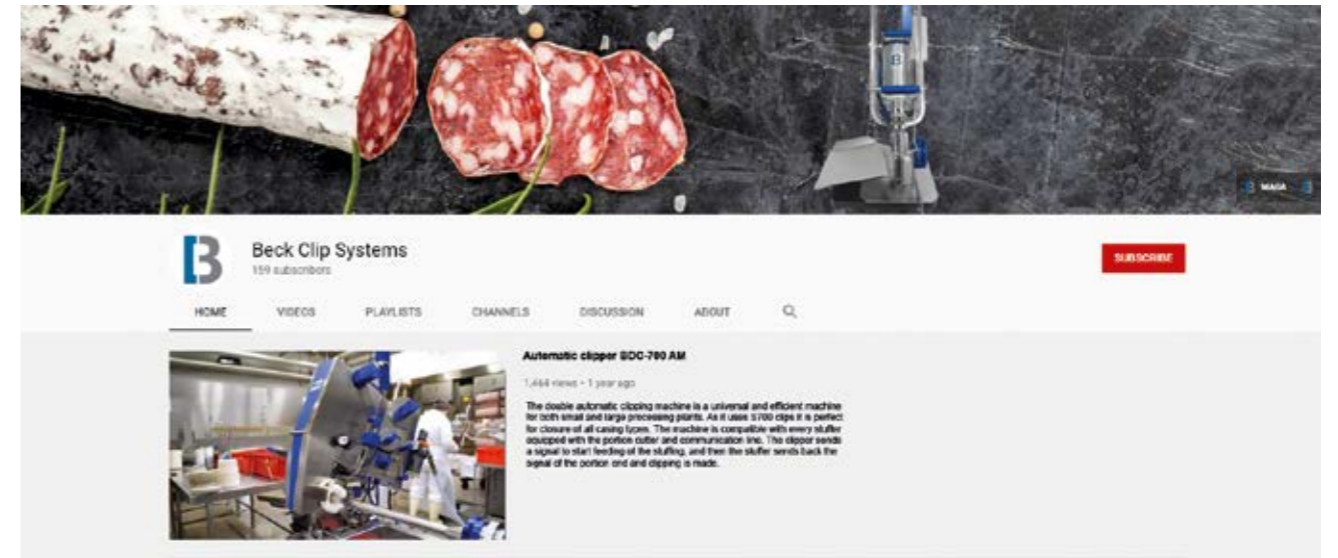 B
MAGA
B
Beck Clip Systems
159 subscribers
SUBSCRIBE
HOME VIDEOS PLAYLISTS CHANNELS DISCUSSION ABOUT
Automatic clipper BDC-700 AM
1,464 views • 1 year ago
The double automatic clipping machine is a universal and efficient machine
for both small and large processing plants. As it uses S700 clips it is perfect
for closure of all casing types. The machine is compatible with every stuffer
equipped with the portion cutter and communication line. The clipper sends
a signal to start feeding of the stuffing, and then the stuffer sends back the
signal of the portion end and clipping is made.